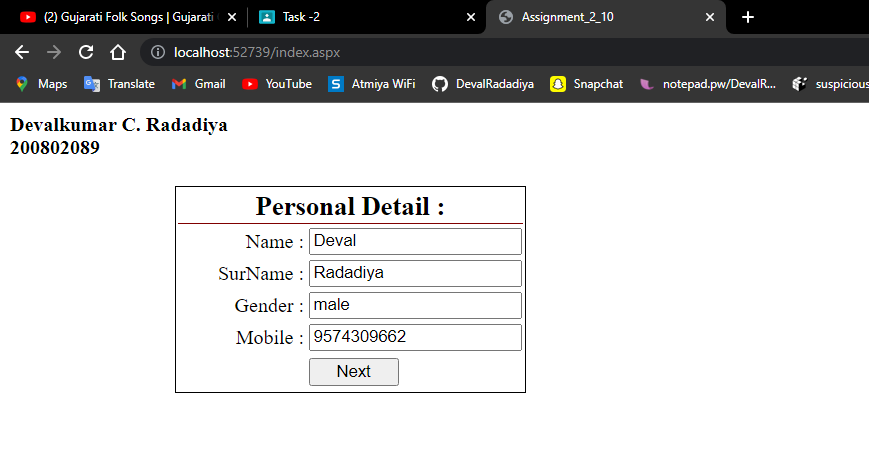 (2) Gujarati Folk Songs | Gujarati
Task -2
Assignment_2_10
localhost:52739/index.aspx
Maps Translate Gmail YouTube Atmiya WiFi DevalRadadiya Snapchat notepad.pw/DevalR... suspicious
Devalkumar C. Radadiya
200802089
Personal Detail :
Name : Deval
SurName : Radadiya
Gender : male
Mobile : 9574309662
Next